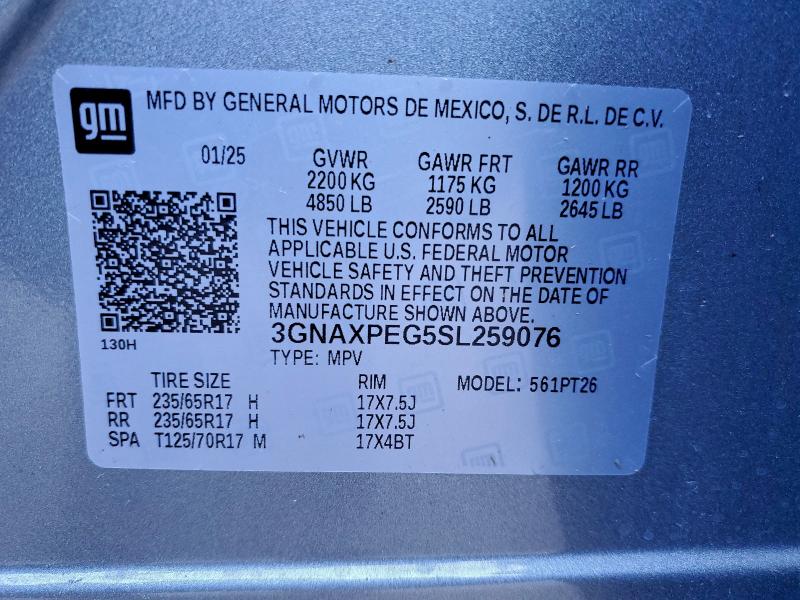 gm MFD BY GENERAL MOTORS DE MEXICO, S. DE R.L. DE C.V.
01/25 GVWR GAWR FRT GAWR RR
2200 KG 1175 KG 1200 KG
4850 LB 2590 LB 2645 LB
THIS VEHICLE CONFORMS TO ALL
APPLICABLE U.S. FEDERAL MOTOR
VEHICLE SAFETY AND THEFT PREVENTION
STANDARDS IN EFFECT ON THE DATE OF
MANUFACTURE SHOWN ABOVE.
130H 3GNAXPEG5SL259076
TYPE: MPV
TIRE SIZE RIM MODEL: 561PT26
FRT 235/65R17 H 17X7.5J
RR 235/65R17 H 17X7.5J
SPA T125/70R17 M 17X4BT